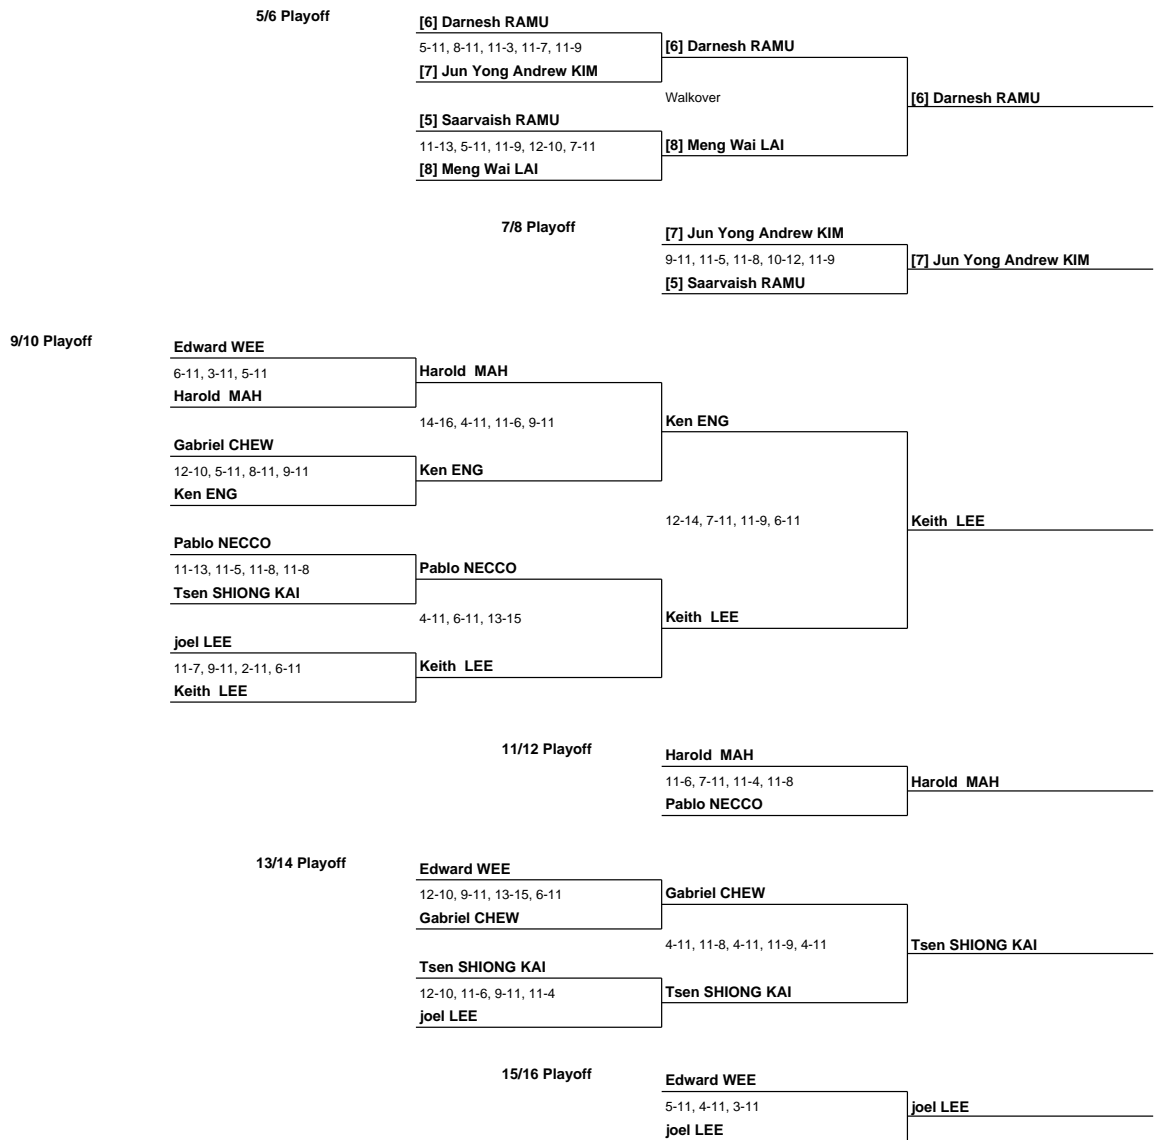 5/6 Playoff
[6] Darnesh RAMU
5-11, 8-11, 11-3, 11-7, 11-9
[7] Jun Yong Andrew KIM
[6] Darnesh RAMU
Walkover
[6] Darnesh RAMU
[5] Saarvaish RAMU
11-13, 5-11, 11-9, 12-10, 7-11
[8] Meng Wai LAI
[8] Meng Wai LAI
7/8 Playoff
[7] Jun Yong Andrew KIM
9-11, 11-5, 11-8, 10-12, 11-9
[5] Saarvaish RAMU
[7] Jun Yong Andrew KIM
9/10 Playoff
Edward WEE
6-11, 3-11, 5-11
Harold MAH
Harold MAH
14-16, 4-11, 11-6, 9-11
Ken ENG
Gabriel CHEW
12-10, 5-11, 8-11, 9-11
Ken ENG
Ken ENG
12-14, 7-11, 11-9, 6-11
Keith LEE
Pablo NECCO
11-13, 11-5, 11-8, 11-8
Tsen SHIONG KAI
Pablo NECCO
4-11, 6-11, 13-15
Keith LEE
joel LEE
11-7, 9-11, 2-11, 6-11
Keith LEE
Keith LEE
11/12 Playoff
Harold MAH
11-6, 7-11, 11-4, 11-8
Pablo NECCO
Harold MAH
13/14 Playoff
Edward WEE
12-10, 9-11, 13-15, 6-11
Gabriel CHEW
Gabriel CHEW
4-11, 11-8, 4-11, 11-9, 4-11
Tsen SHIONG KAI
Tsen SHIONG KAI
12-10, 11-6, 9-11, 11-4
joel LEE
Tsen SHIONG KAI
15/16 Playoff
Edward WEE
5-11, 4-11, 3-11
joel LEE
joel LEE